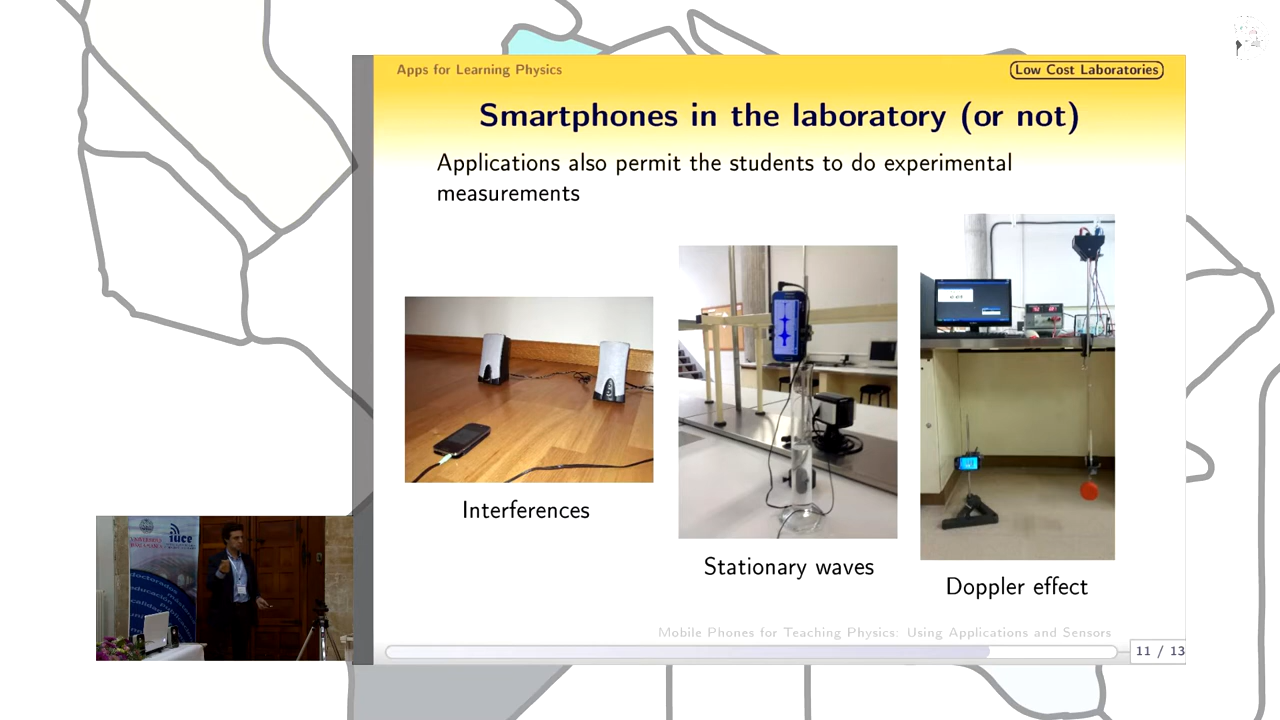 Apps for Learning Physics
Low Cost Laboratories
Smartphones in the laboratory (or not)
Applications also permit the students to do experimental
measurements
Interferences
Stationary waves
Doppler effect
Mobile Phones for Teaching Physics: Using Applications and Sensors
11 / 13
iuce